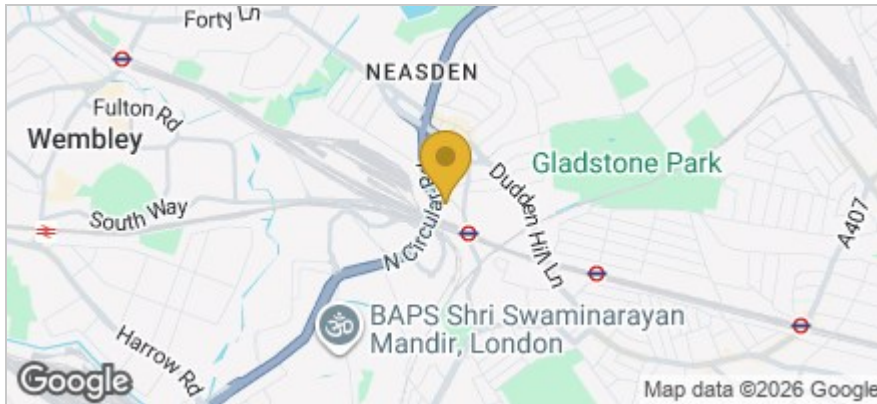 Forty Ln
NEASDEN
Fulton Rd
Wembley
Gladstone Park
South Way
N Circular Rd
Dudden Hill Ln
A407
BAPS Shri Swaminarayan
Mandir, London
Harrow Rd
Google
Map data ©2026 Google